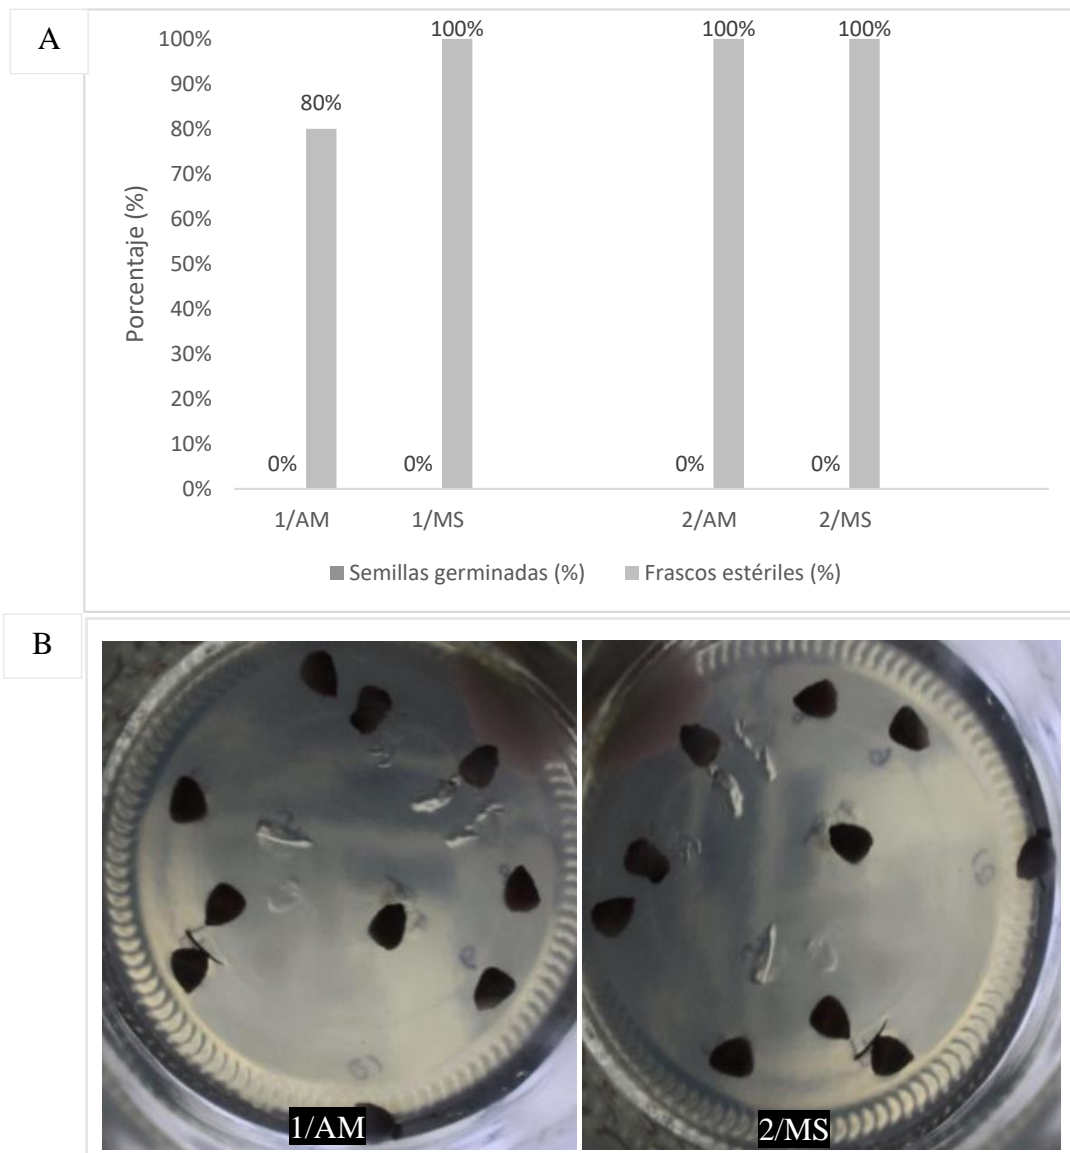 A
100%
90%
80%
70%
60%
50%
40%
30%
20%
10%
0%
Porcentaje (%)
80%
100%
100%
100%
0%
0%
0%
0%
1/AM
1/MS
2/AM
2/MS
Semillas germinadas (%)
Frascos estériles (%)
B
1/AM
2/MS